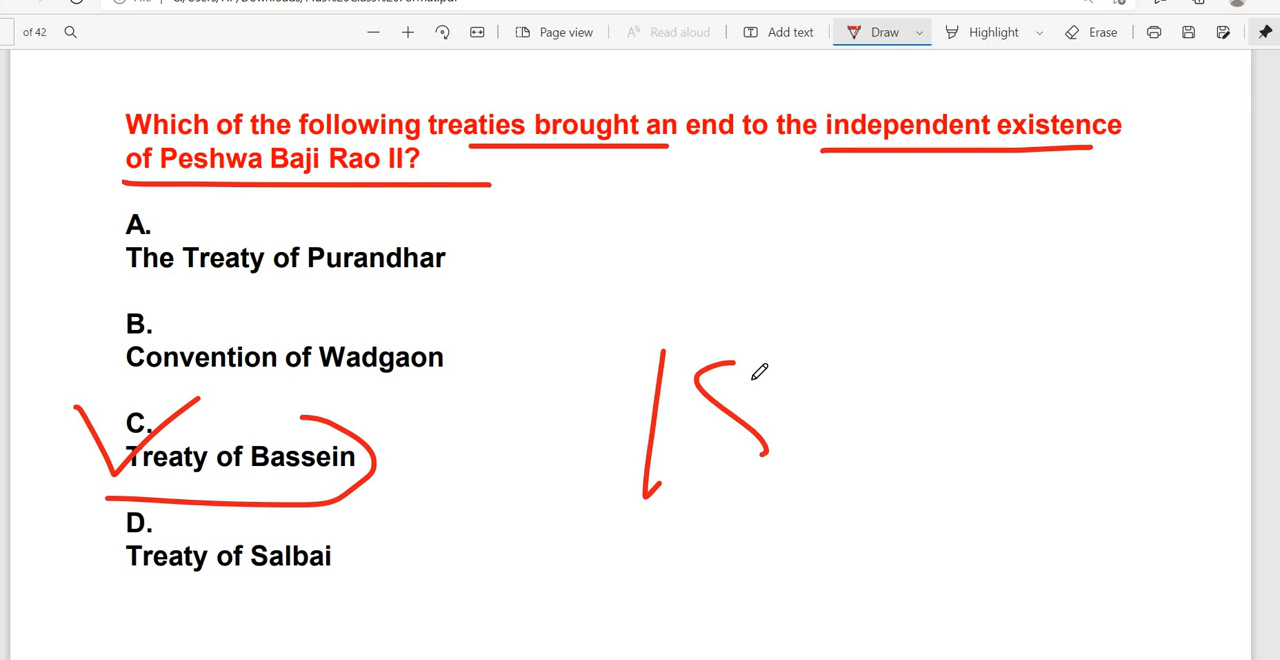 of 42
Page view
Read aloud
Add text
Draw
Highlight
Erase
Which of the following treaties brought an end to the independent existence
of Peshwa Baji Rao II?
A.
The Treaty of Purandhar
B.
Convention of Wadgaon
C.
Treaty of Bassein
D.
Treaty of Salbai